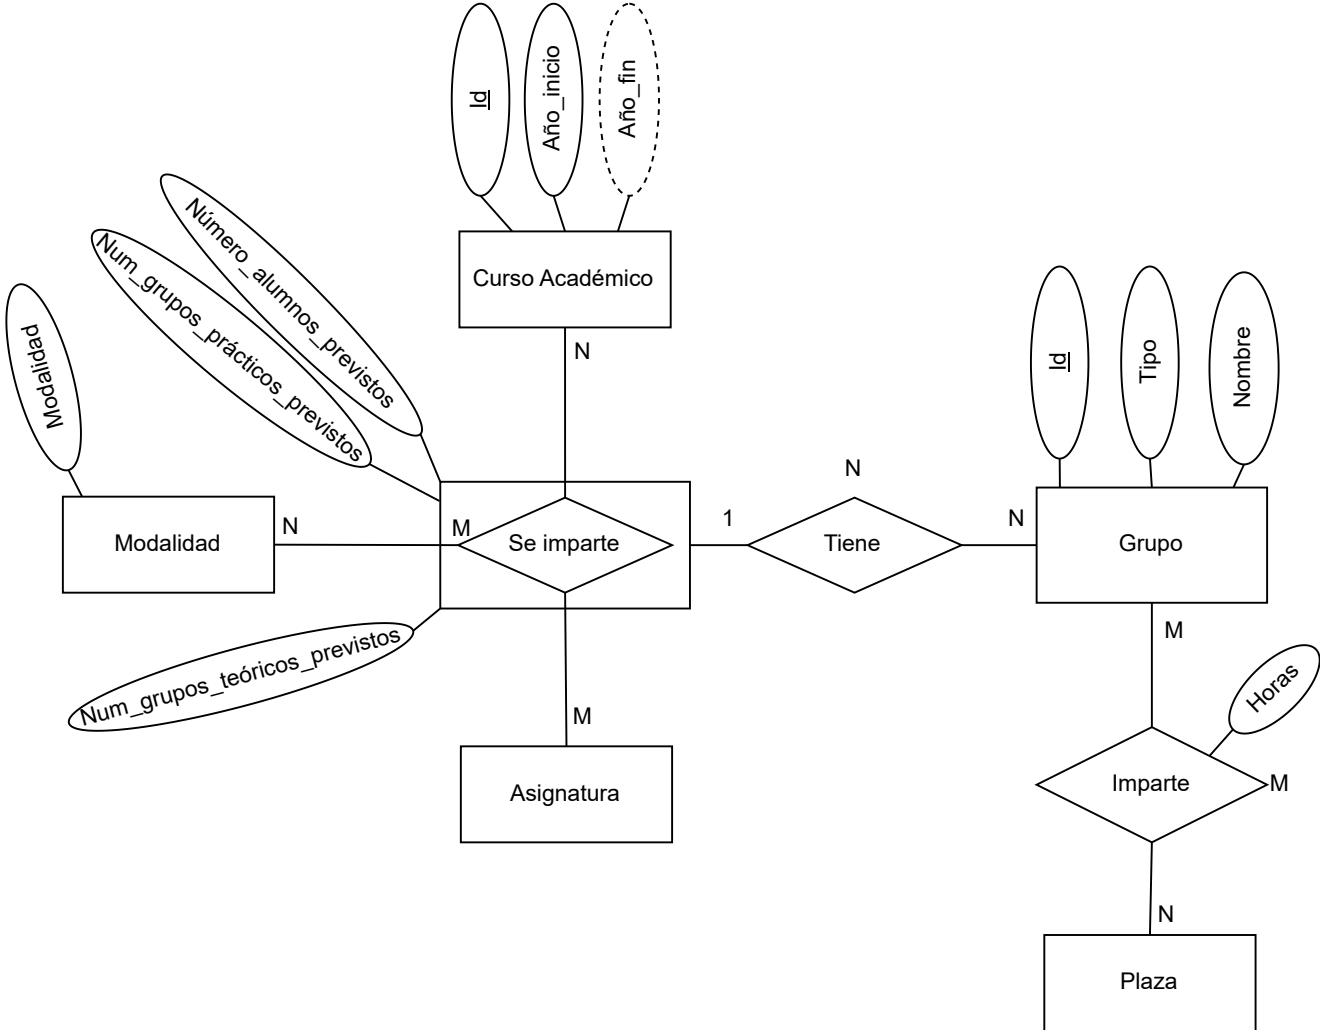 Id
Año_inicio
Año_fin
Número_alumnos_previstos
Num_grupos_prácticos_previstos
Modalidad
Curso Académico
N
Id
Tipo
Nombre
N
Modalidad
N
M
Se imparte
1
Tiene
N
Grupo
Num_grupos_teóricos_previstos
M
M
Horas
Asignatura
Imparte
M
N
Plaza